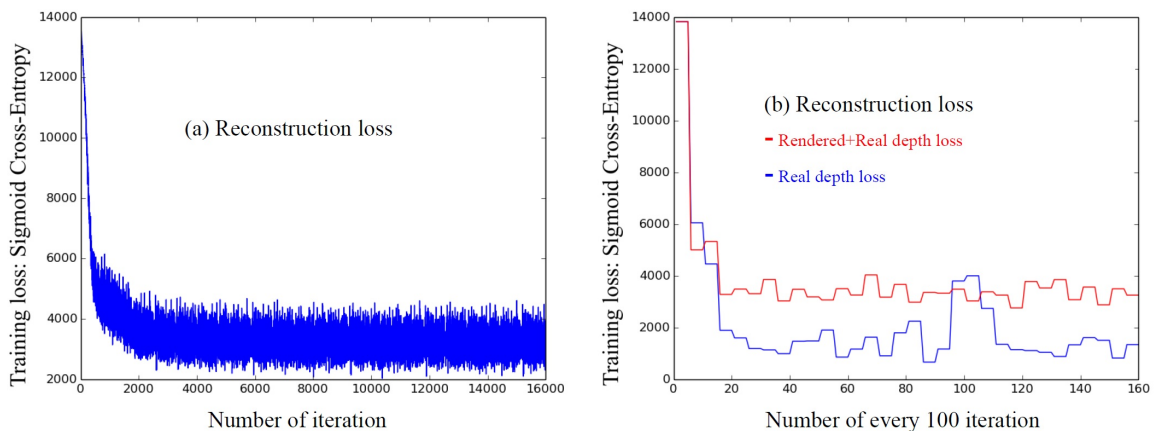 Training loss: Sigmoid Cross-Entropy
14000
12000
10000
8000
6000
4000
2000
(a) Reconstruction loss
0 2000 4000 6000 8000 10000 12000 14000 16000
Number of iteration
Training loss: Sigmoid Cross-Entropy
14000
12000
10000
8000
6000
4000
2000
0
(b) Reconstruction loss
Rendered+Real depth loss
Real depth loss
0 20 40 60 80 100 120 140 160
Number of every 100 iteration